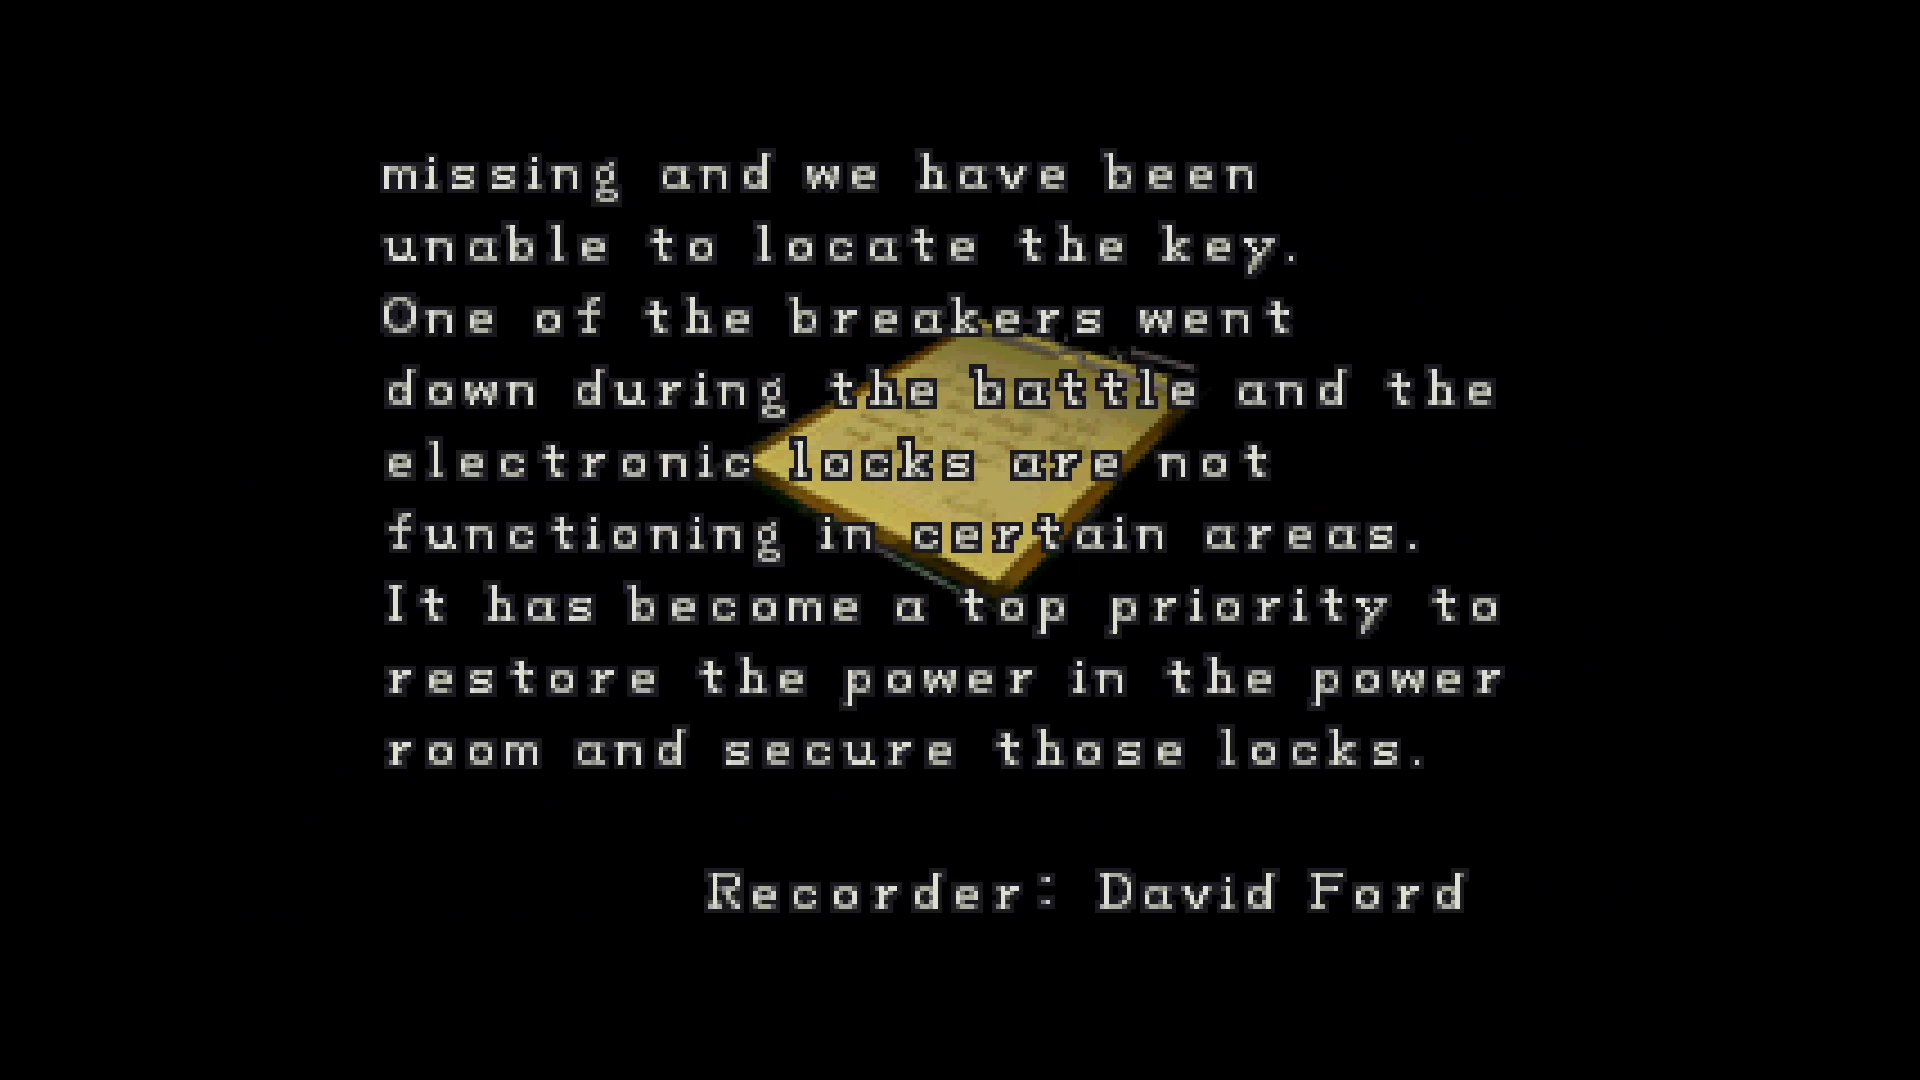 missing and we have been
unable to locate the key.
One of the breakers went
down during the battle and the
electronic locks are not
functioning in certain areas.
It has become a top priority to
restore the power in the power
room and secure those locks.
Recorder: David Ford